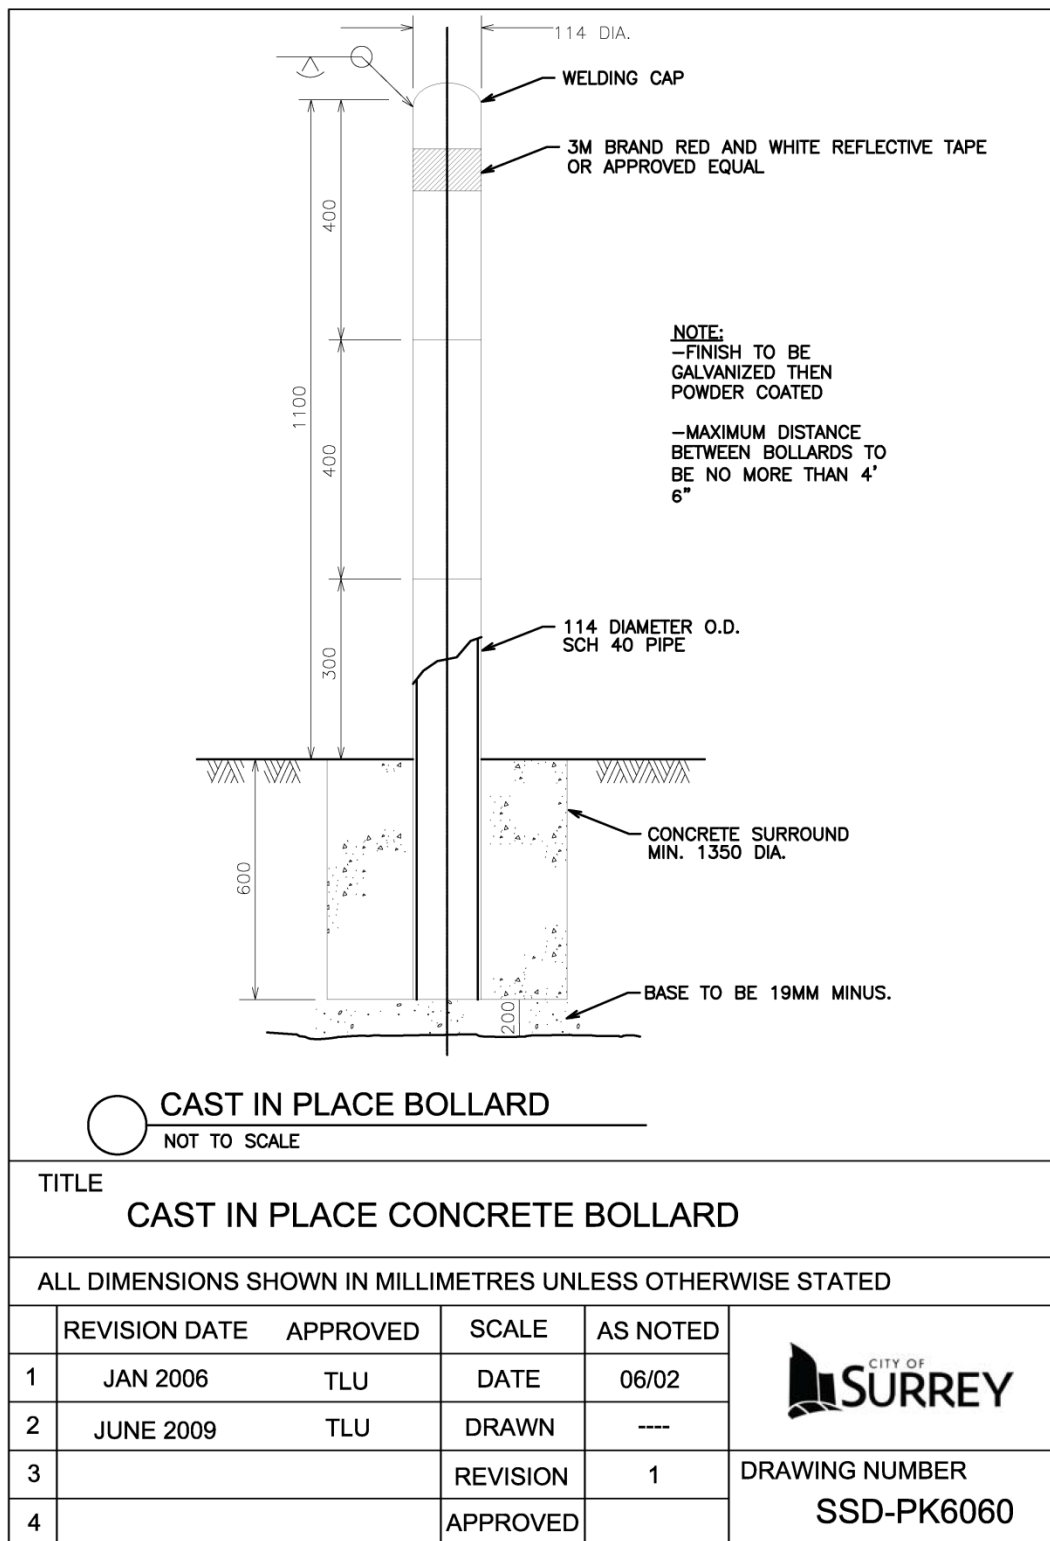 114 DIA.
WELDING CAP
3M BRAND RED AND WHITE REFLECTIVE TAPE
OR APPROVED EQUAL
400
NOTE:
-FINISH TO BE
GALVANIZED THEN
POWDER COATED
1100
-MAXIMUM DISTANCE
BETWEEN BOLLARDS TO
BE NO MORE THAN 4'
6"
400
114 DIAMETER O.D.
SCH 40 PIPE
300
CONCRETE SURROUND
MIN. 1350 DIA.
600
BASE TO BE 19MM MINUS.
200
CAST IN PLACE BOLLARD
NOT TO SCALE
TITLE
CAST IN PLACE CONCRETE BOLLARD
ALL DIMENSIONS SHOWN IN MILLIMETRES UNLESS OTHERWISE STATED
REVISION DATE APPROVED SCALE AS NOTED
1 JAN 2006 TLU DATE 06/02
2 JUNE 2009 TLU DRAWN ----
3 REVISION 1
4 APPROVED
CITY OF
SURREY
DRAWING NUMBER
SSD-PK6060